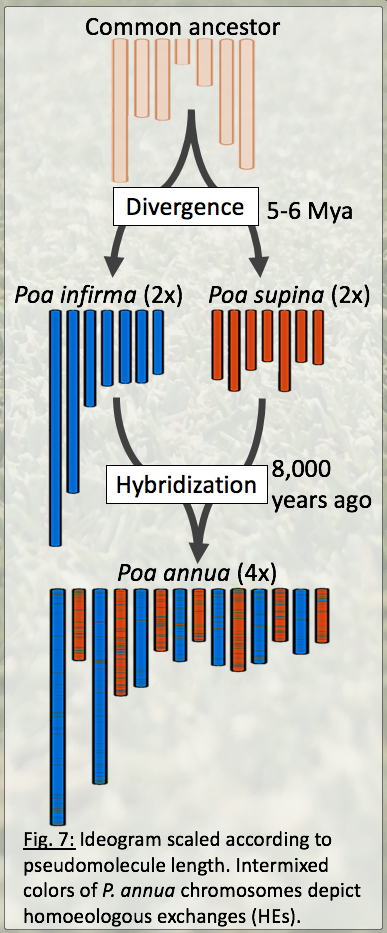 Common ancestor
Divergence
5-6 Mya
Poa infirma (2x)
Poa supina (2x)
Hybridization
8,000
years ago
Poa annua (4x)
Fig. 7: Ideogram scaled according to
pseudomolecule length. Intermixed
colors of P. annua chromosomes depict
homoeologous exchanges (HEs).